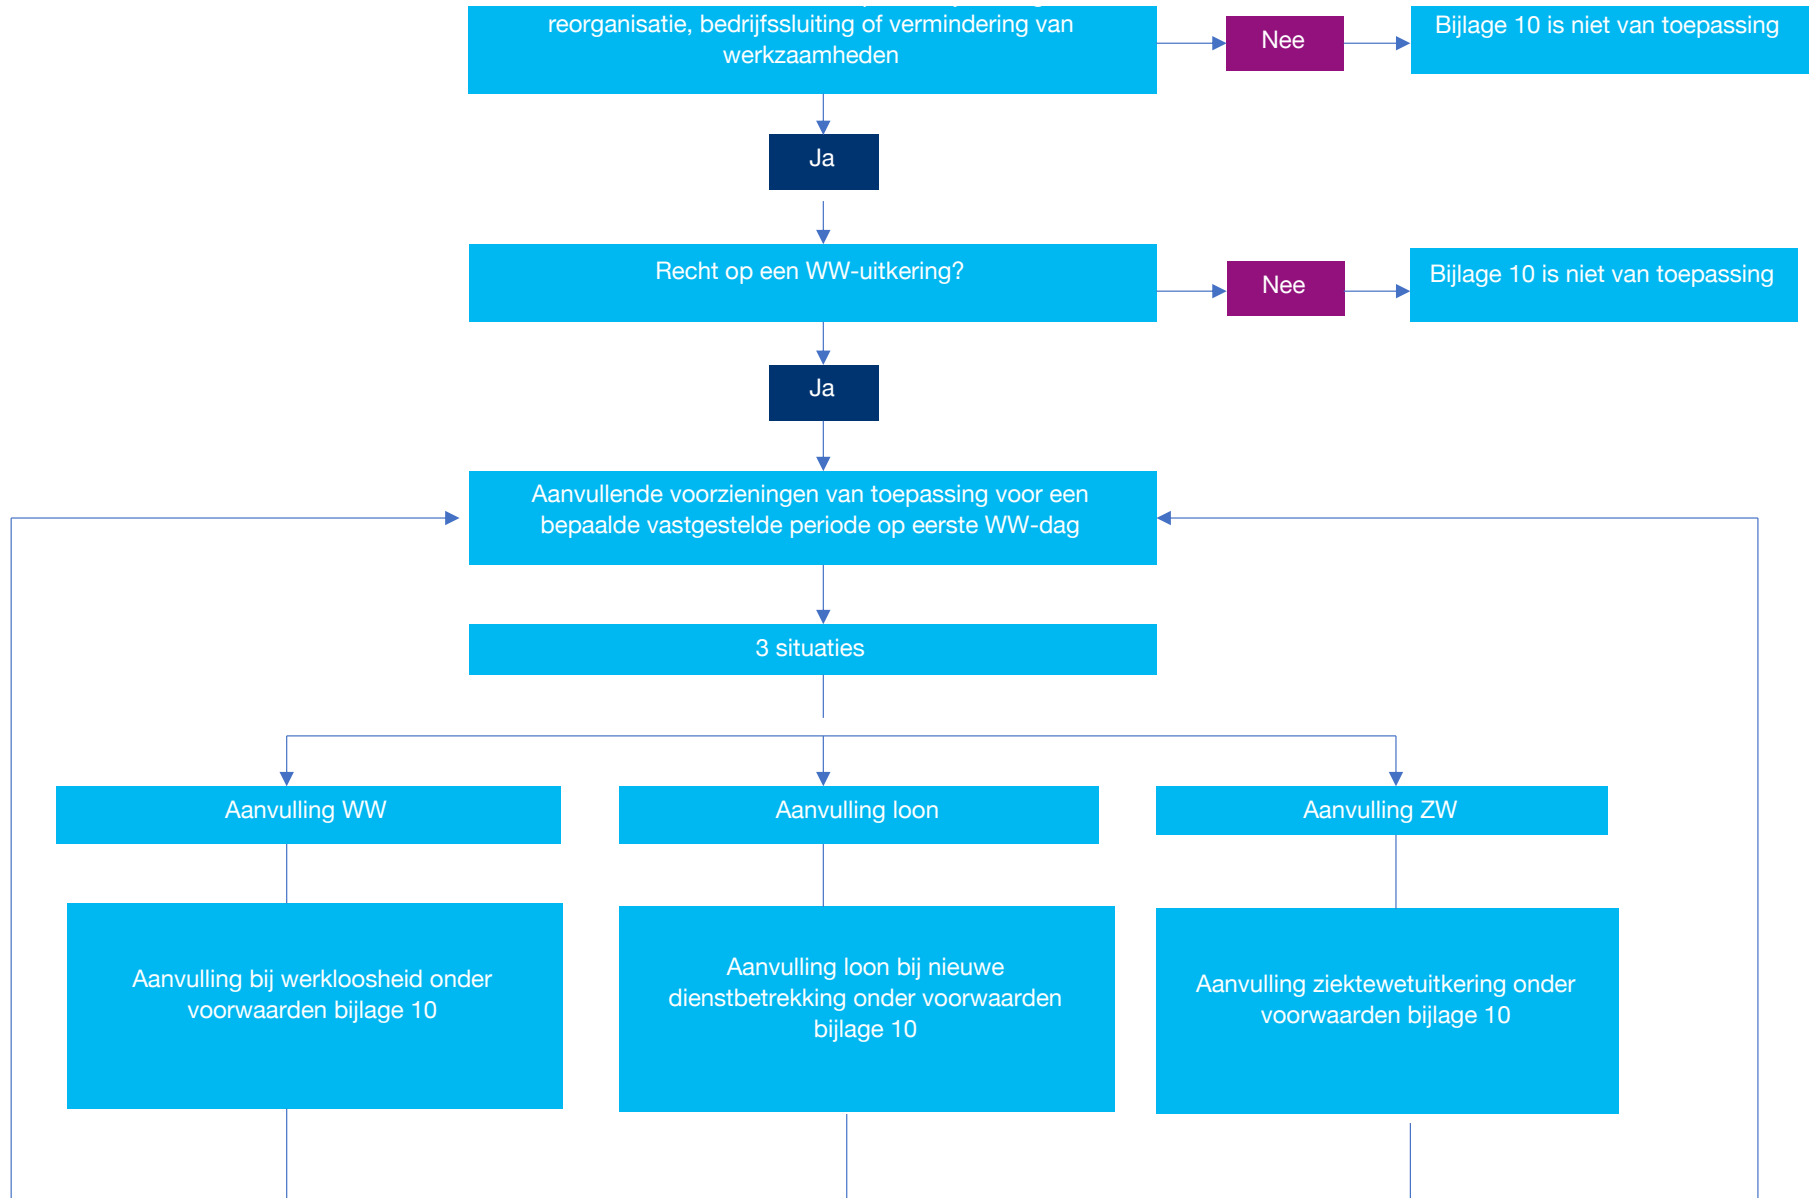 reorganisatie, bedrijfssluiting of vermindering van
werkzaamheden
Nee
Bijlage 10 is niet van toepassing
Ja
Recht op een WW-uitkering?
Nee
Bijlage 10 is niet van toepassing
Ja
Aanvullende voorzieningen van toepassing voor een
bepaalde vastgestelde periode op eerste WW-dag
3 situaties
Aanvulling WW
Aanvulling loon
Aanvulling ZW
Aanvulling bij werkloosheid onder
voorwaarden bijlage 10
Aanvulling loon bij nieuwe
dienstbetrekking onder voorwaarden
bijlage 10
Aanvulling ziektewetuitkering onder
voorwaarden bijlage 10